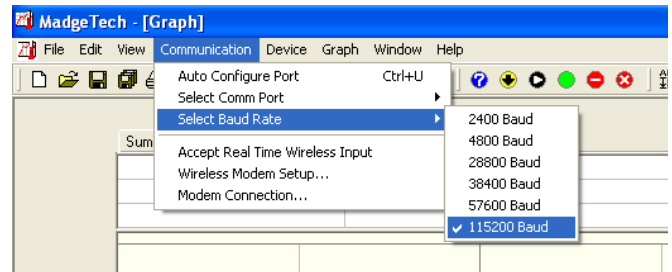 MadgeTech - [Graph]
File Edit View Communication Device Graph Window Help
Auto Configure Port Ctrl+U
Select Comm Port
Select Baud Rate
Accept Real Time Wireless Input
Wireless Modem Setup...
Modem Connection...
Sum
2400 Baud
4800 Baud
28800 Baud
38400 Baud
57600 Baud
115200 Baud